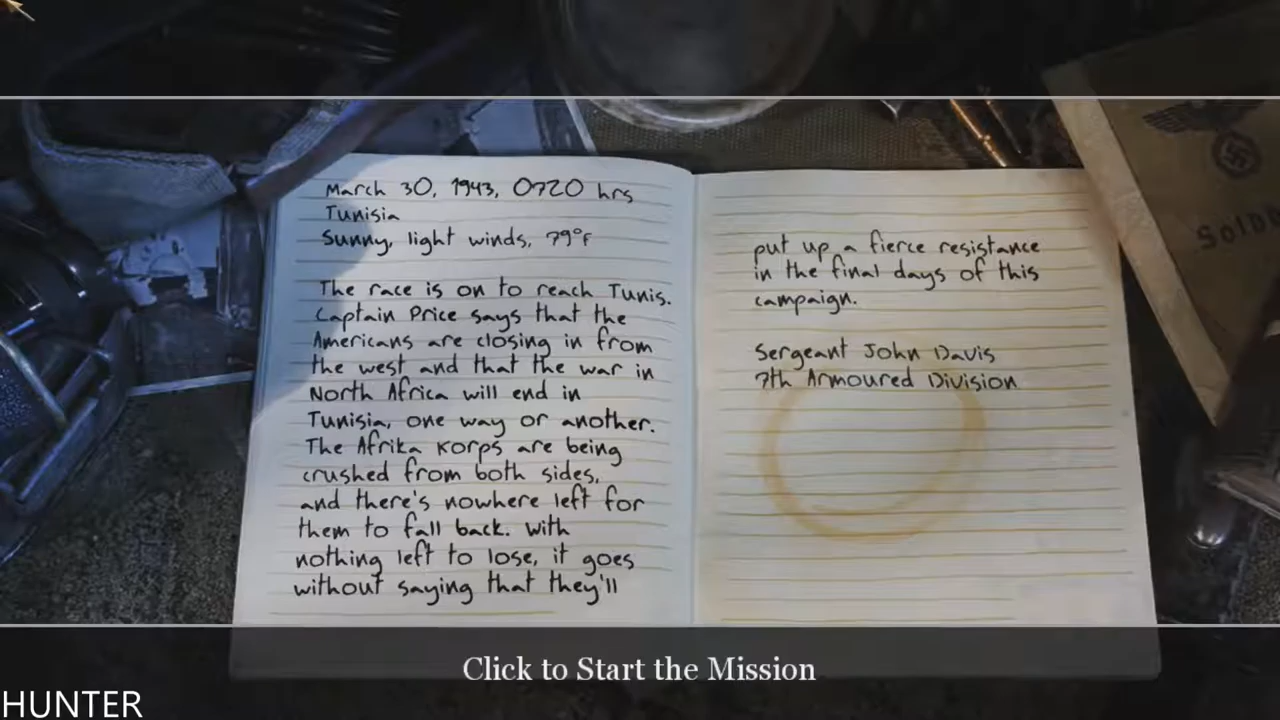 March 30, 1943, 0720 hrs
Tunisia
Sunny, light winds, 79°F
The race is on to reach Tunis.
Captain Price says that the
Americans are closing in from
the west and that the war in
North Africa will end in
Tunisia, one way or another.
The Afrika Korps are being
crushed from both sides,
and there's nowhere left for
them to fall back. With
nothing left to lose, it goes
without saying that they'll
put up a fierce resistance
in the final days of this
campaign.
Sergeant John Davis
7th Armoured Division
Click to Start the Mission
HUNTER